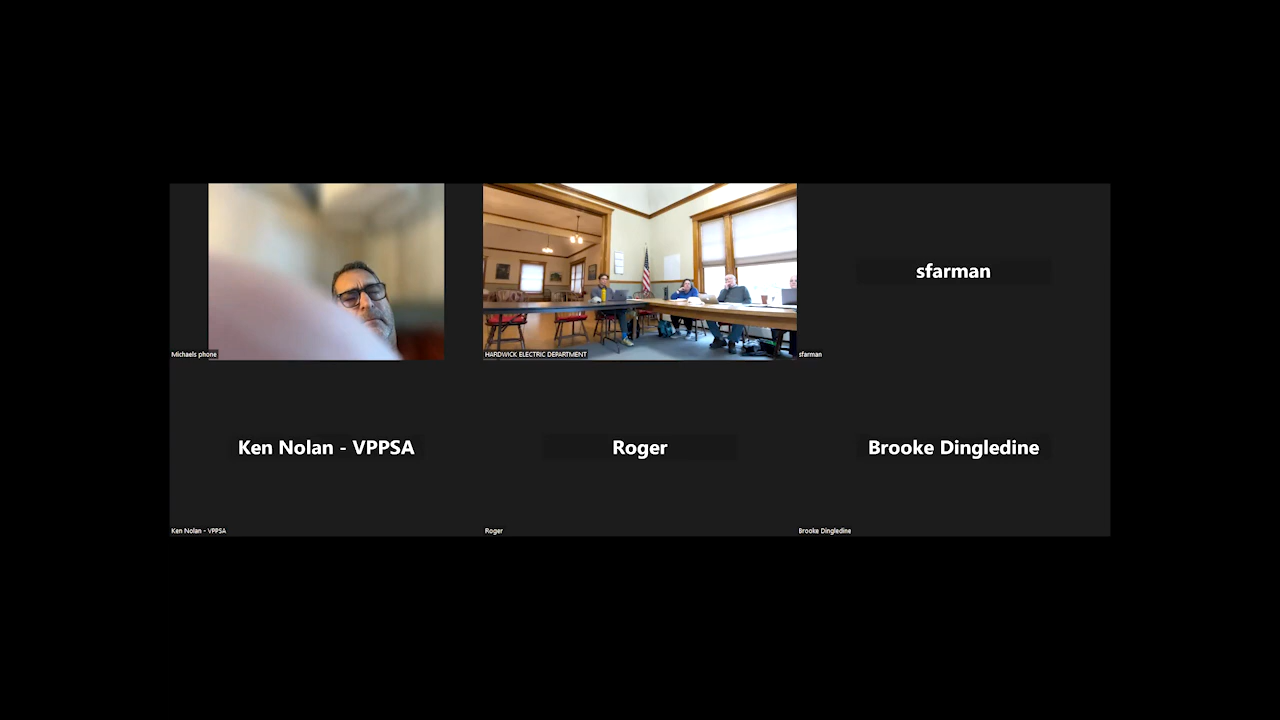 sfarman
Michaels phone
HARDWICK ELECTRIC DEPARTMENT
sfarman
Ken Nolan - VPPSA
Roger
Brooke Dingledine
Ken Nolan - VPPSA
Roger
Brooke Dingledine